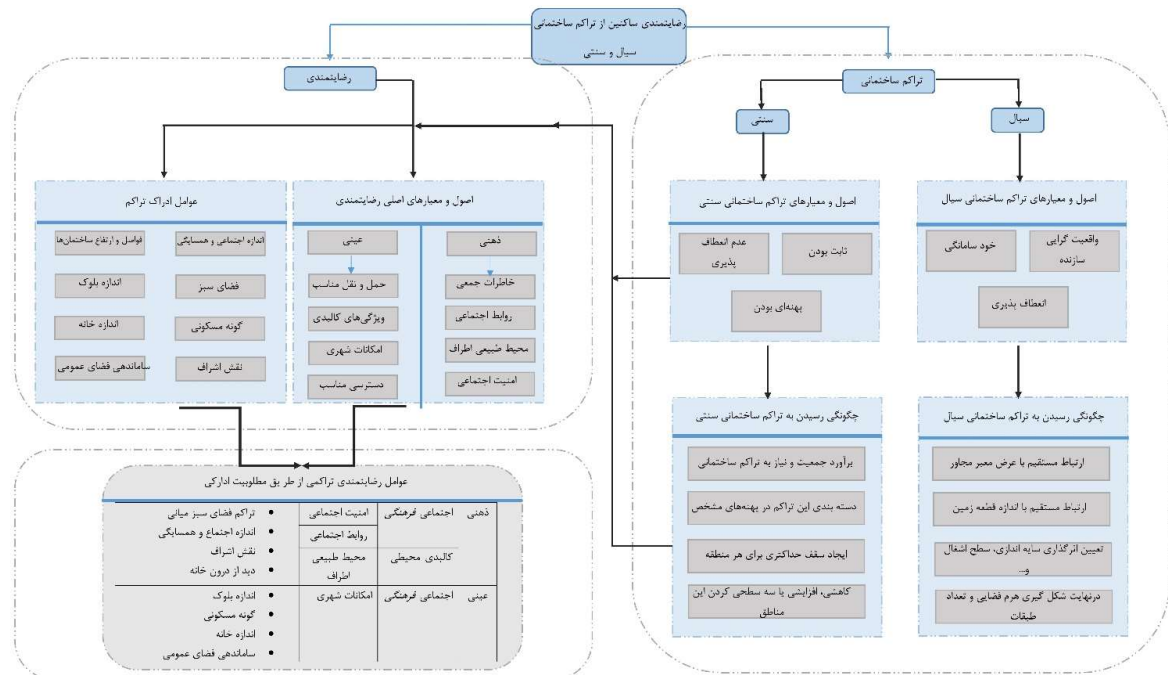 رضایتمندی ساکنین از تراکم ساختمانی
سیال و سنتی
تراکم ساختمانی
سیال
سنتی
اصول و معیارهای تراکم ساختمانی سیال
واقعیت گرایی
سازنده
خود سامانگی
انعطاف پذیری
چگونگی رسیدن به تراکم ساختمانی سیال
ارتباط مستقیم با عرض معبر مجاور
ارتباط مستقیم با اندازه قطعه زمین
تعیین اثرگذاری سایه اندازی، سطح اشغال
و...
درنهایت شکل گیری هرم فضایی و تعداد
طبقات
اصول و معیارهای تراکم ساختمانی سنتی
ثابت بودن
عدم انعطاف
پذیری
پهنه‌ای بودن
چگونگی رسیدن به تراکم ساختمانی سنتی
برآورد جمعیت و نیاز به تراکم ساختمانی
دسته بندی این تراکم در پهنه‌های مشخص
ایجاد سقف حداکثری برای هر منطقه
کاهشی، افزایشی یا سه سطحی کردن این
مناطق
رضایتمندی
اصول و معیارهای اصلی رضایتمندی
ذهنی
خاطرات جمعی
روابط اجتماعی
محیط طبیعی اطراف
امنیت اجتماعی
عینی
حمل و نقل مناسب
ویژگی‌های کالبدی
امکانات شهری
دسترسی مناسب
عوامل ادراک تراکم
اندازه اجتماعی و همسایگی
فواصل و ارتفاع ساختمان‌ها
فضای سبز
اندازه بلوک
گونه مسکونی
اندازه خانه
نقش اشراف
ساماندهی فضای عمومی
عوامل رضایتمندی تراکمی از طریق مطلوبیت ادارکی
ذهنی اجتماعی فرهنگی امنیت اجتماعی
روابط اجتماعی
کالبدی محیطی محیط طبیعی
اطراف
• تراکم فضای سبز میانی
• اندازه اجتماع و همسایگی
• نقش اشراف
• دید از درون خانه
عینی اجتماعی فرهنگی امکانات شهری
• اندازه بلوک
• گونه مسکونی
• اندازه خانه
• ساماندهی فضای عمومی